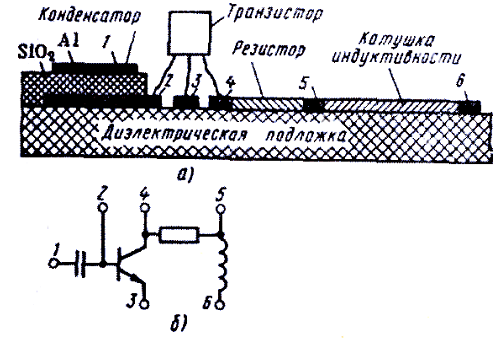 Конденсатор
Транзистор
Al
1
SiO₂
Резистор
Катушка
индуктивности
2
3
4
5
6
Диэлектрическая подложка
а)
2
4
5
1
3
6
б)